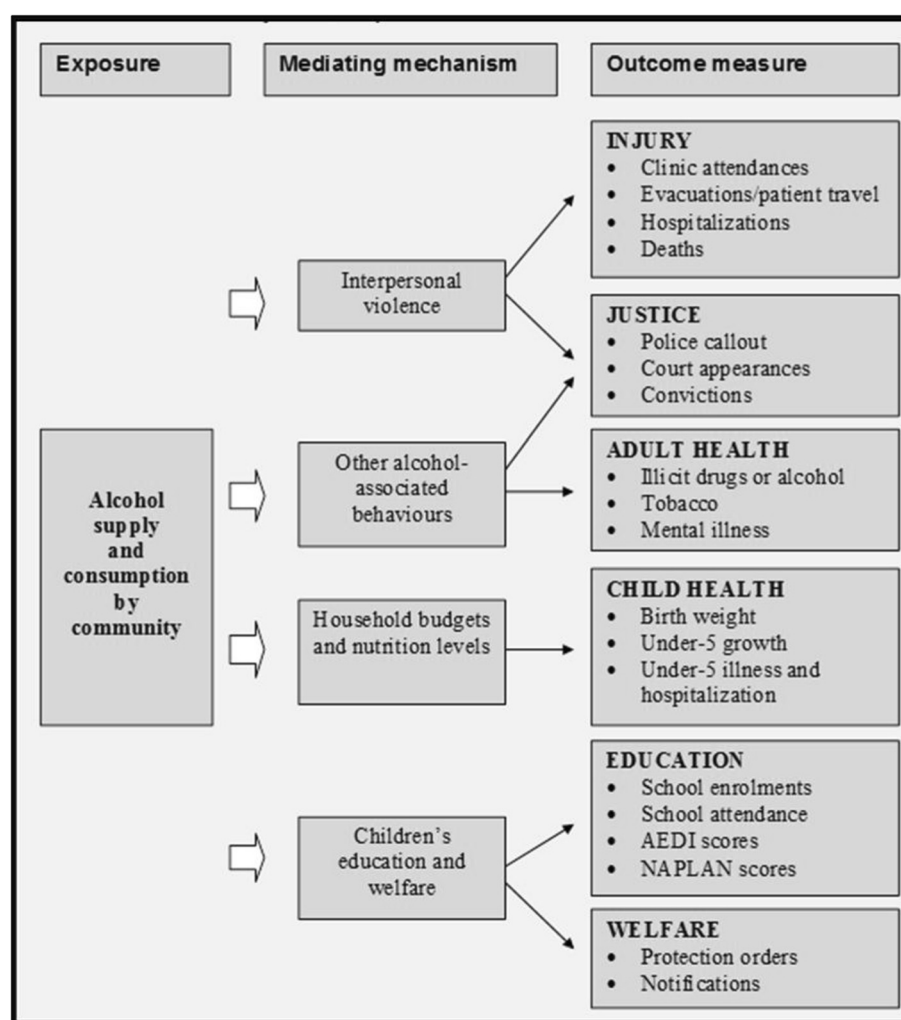 Exposure
Mediating mechanism
Outcome measure
Alcohol
supply
and
consumption
by
community
Interpersonal
violence
Other alcohol-
associated
behaviours
Household budgets
and nutrition levels
Children's
education and
welfare
INJURY
• Clinic attendances
• Evacuations/patient travel
• Hospitalizations
• Deaths
JUSTICE
• Police callout
• Court appearances
• Convictions
ADULT HEALTH
• Illicit drugs or alcohol
• Tobacco
• Mental illness
CHILD HEALTH
• Birth weight
• Under-5 growth
• Under-5 illness and
hospitalization
EDUCATION
• School enrolments
• School attendance
• AEDI scores
• NAPLAN scores
WELFARE
• Protection orders
• Notifications